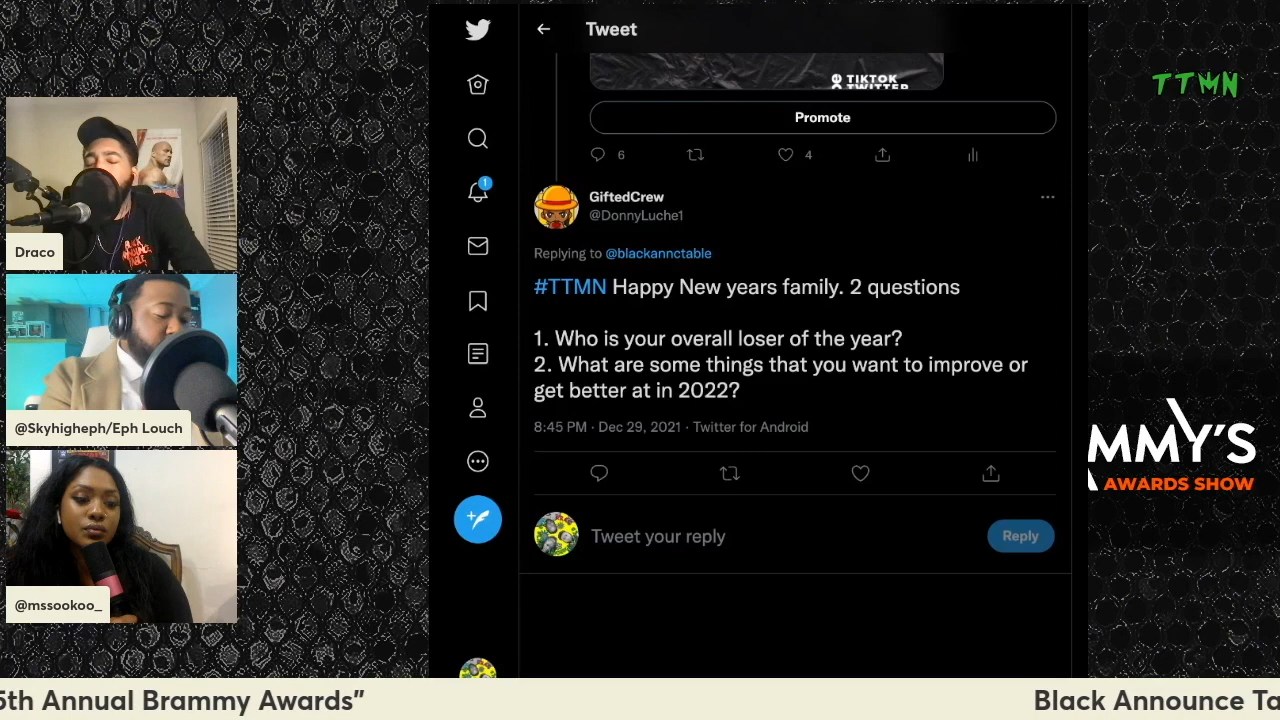 Tweet
TIKTOK
TWITTER
Promote
6
4
1
GiftedCrew
@DonnyLuche1
Replying to @blackannctable
#TTMN Happy New years family. 2 questions
1. Who is your overall loser of the year?
2. What are some things that you want to improve or
get better at in 2022?
8:45 PM · Dec 29, 2021 · Twitter for Android
Tweet your reply
Reply
Draco
@Skyhigheph/Eph Louch
@mssookoo_
TTMN
MMY'S
AWARDS SHOW
5th Annual Brammy Awards”
Black Announce Ta